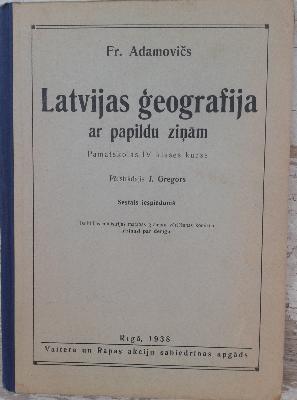 Fr. Adamovičs
Latvijas ģeografija
ar papildu ziņām
Pamatskolas IV klases kurss
Pārstrādājis J. Gregors
Sestais iespiedums
Rīgā, 1938
Valtera un Rapas akciju sabiedrības apgāds